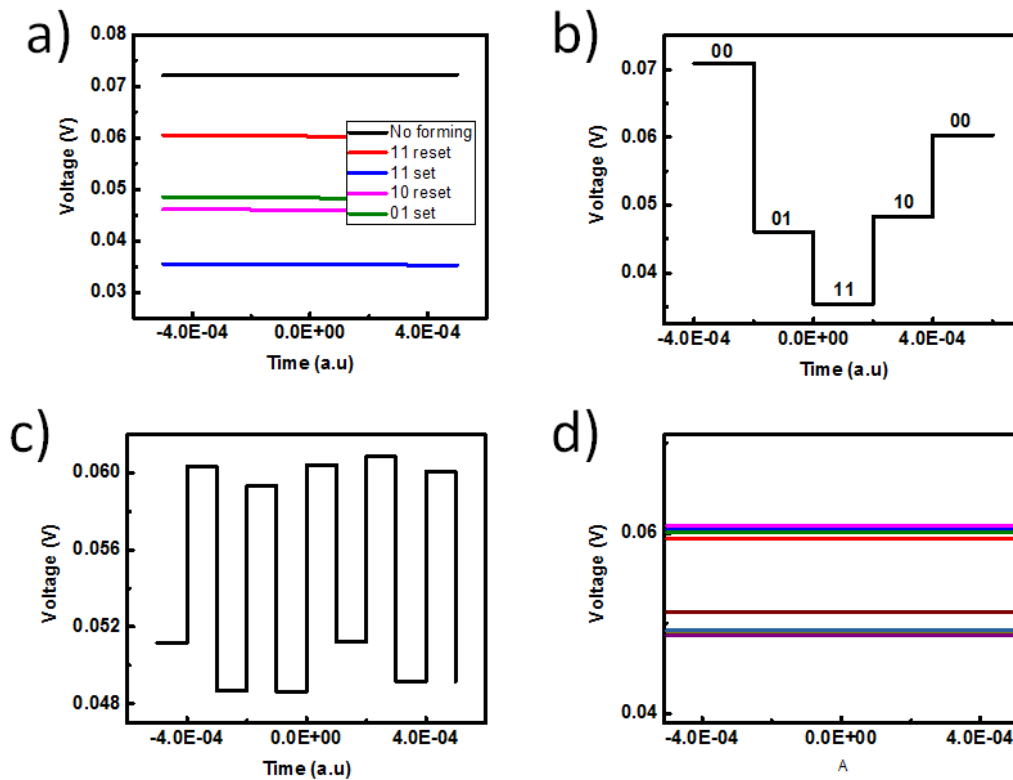 a)
0.08
0.07
0.06
0.05
0.04
0.03
Voltage (V)
No forming
11 reset
11 set
10 reset
01 set
-4.0E-04 0.0E+00 4.0E-04
Time (a.u)
b)
0.07
0.06
0.05
0.04
Voltage (V)
00
01
11
10
00
-4.0E-04 0.0E+00 4.0E-04
Time (a.u)
c)
0.060
0.056
0.052
0.048
Voltage (V)
-4.0E-04 0.0E+00 4.0E-04
Time (a.u)
d)
0.06
0.04
Voltage (V)
-4.0E-04 0.0E+00 4.0E-04
A